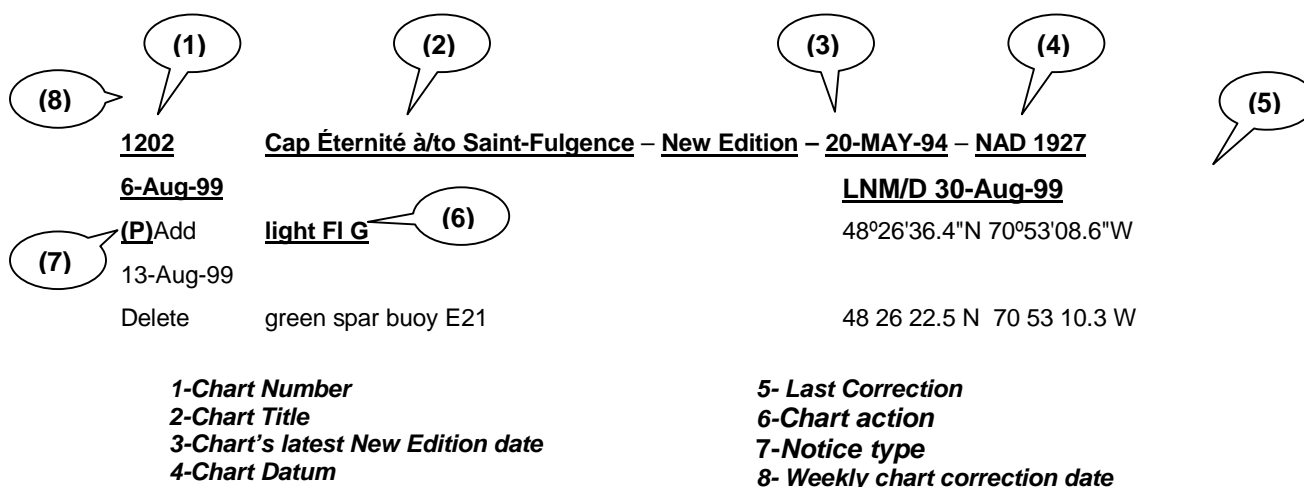 (1) (2) (3) (4)
(8) (5)
1202 Cap Éternité à/to Saint-Fulgence – New Edition – 20-MAY-94 – NAD 1927
6-Aug-99 LNM/D 30-Aug-99
(P)Add light Fl G (6) 48º26'36.4"N 70º53'08.6"W
(7)
13-Aug-99
Delete green spar buoy E21 48 26 22.5 N 70 53 10.3 W
1-Chart Number 5- Last Correction
2-Chart Title 6-Chart action
3-Chart's latest New Edition date 7-Notice type
4-Chart Datum 8- Weekly chart correction date